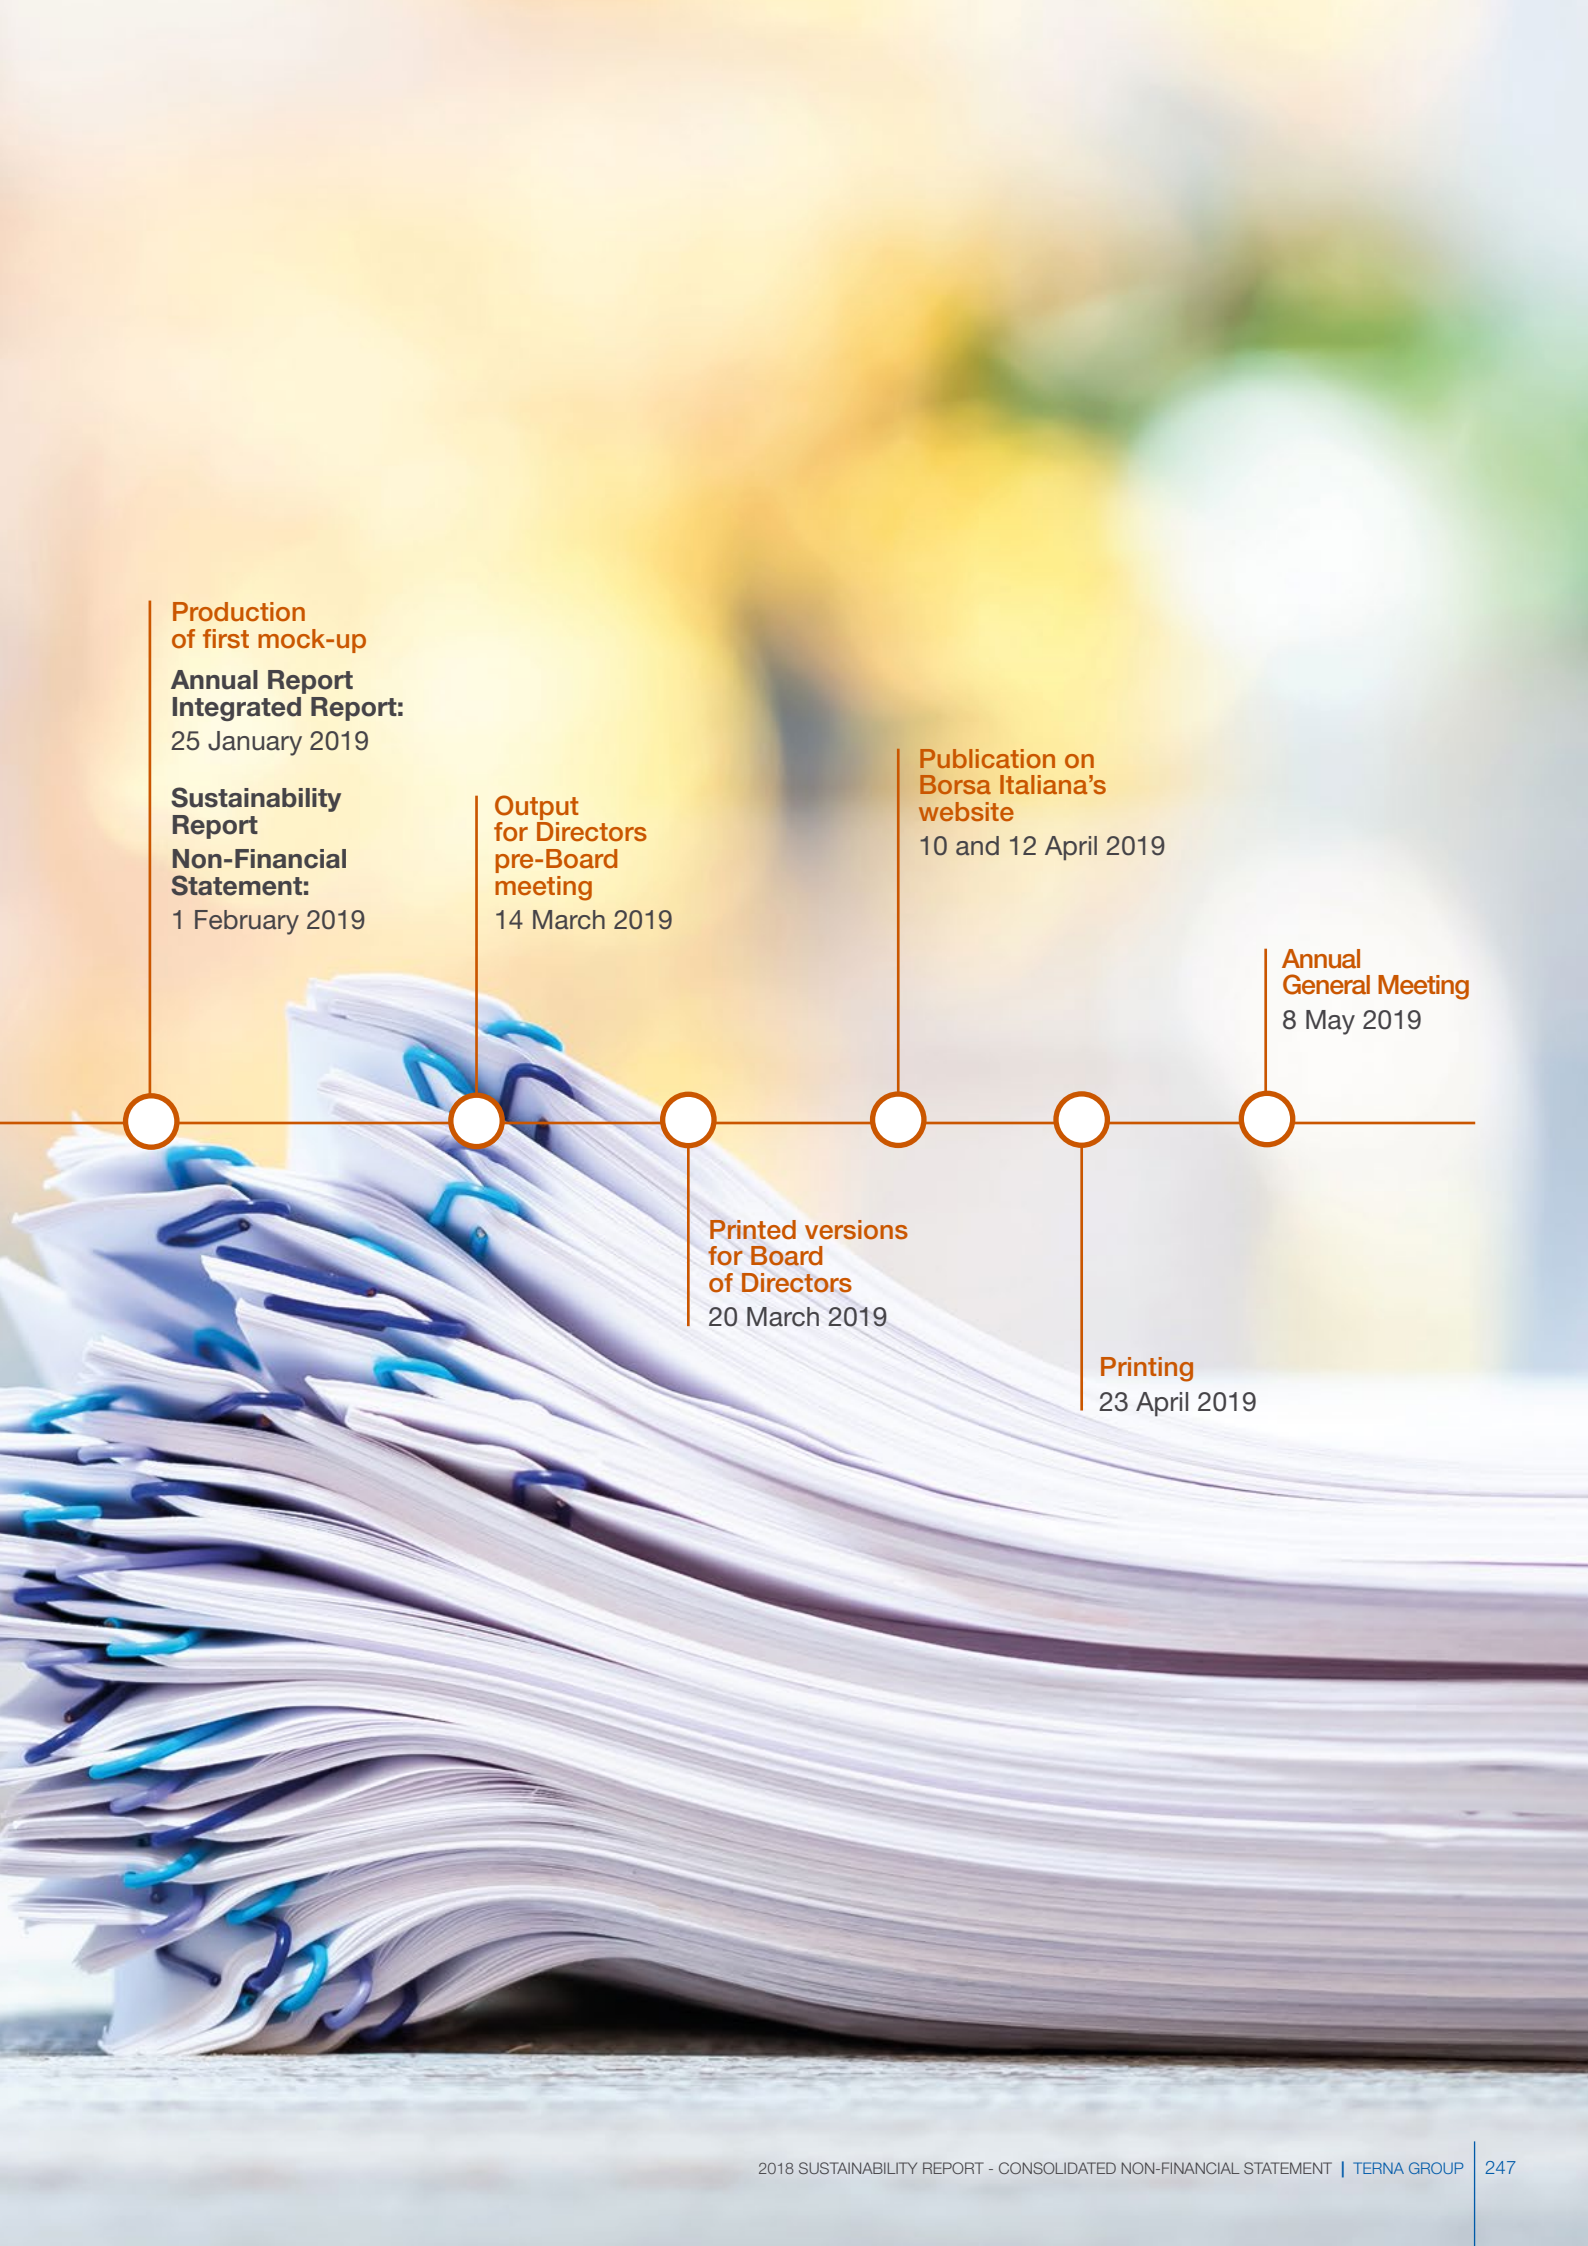 Production
of first mock-up
Annual Report
Integrated Report:
25 January 2019
Sustainability
Report
Non-Financial
Statement:
1 February 2019
Output
for Directors
pre-Board
meeting
14 March 2019
Printed versions
for Board
of Directors
20 March 2019
Publication on
Borsa Italiana’s
website
10 and 12 April 2019
Printing
23 April 2019
Annual
General Meeting
8 May 2019
2018 SUSTAINABILITY REPORT - CONSOLIDATED NON-FINANCIAL STATEMENT | TERNA GROUP 247